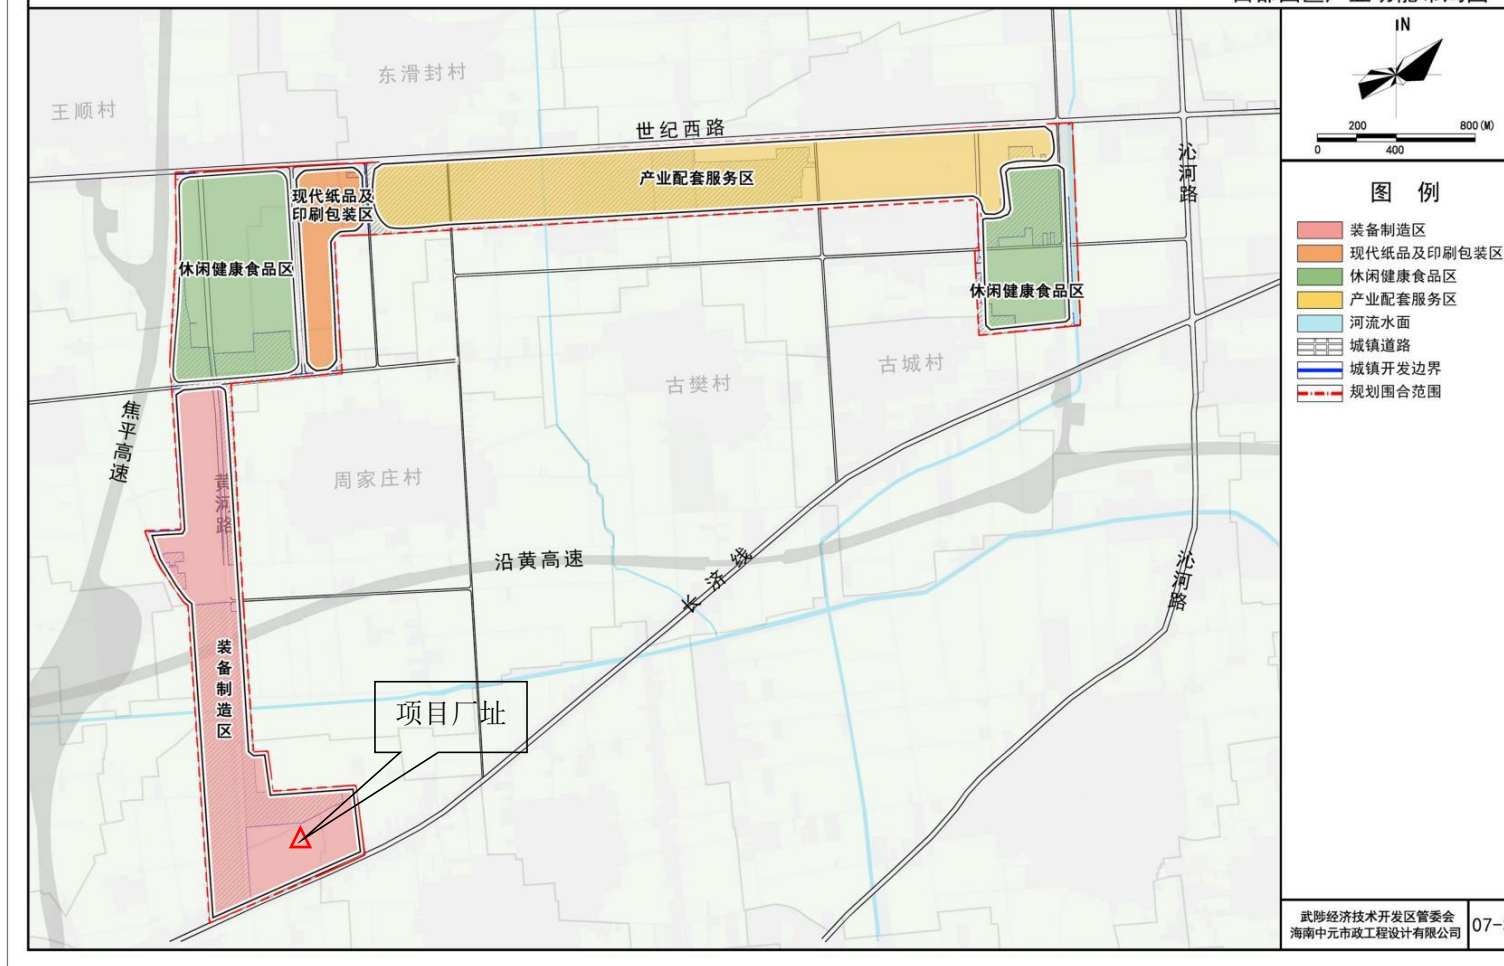 王顺村
东滑封村
世纪西路
沁河路
产业配套服务区
现代纸品及
印刷包装区
休闲健康食品区
休闲健康食品区
古城村
古樊村
焦平高速
周家庄村
黄河路
沿黄高速
长济线
沁河路
装备制造区
项目厂址
N
200
800(M)
0
400
图 例
装备制造区
现代纸品及印刷包装区
休闲健康食品区
产业配套服务区
河流水面
城镇道路
城镇开发边界
规划围合范围
武陟经济技术开发区管委会
海南中元市政工程设计有限公司
07-